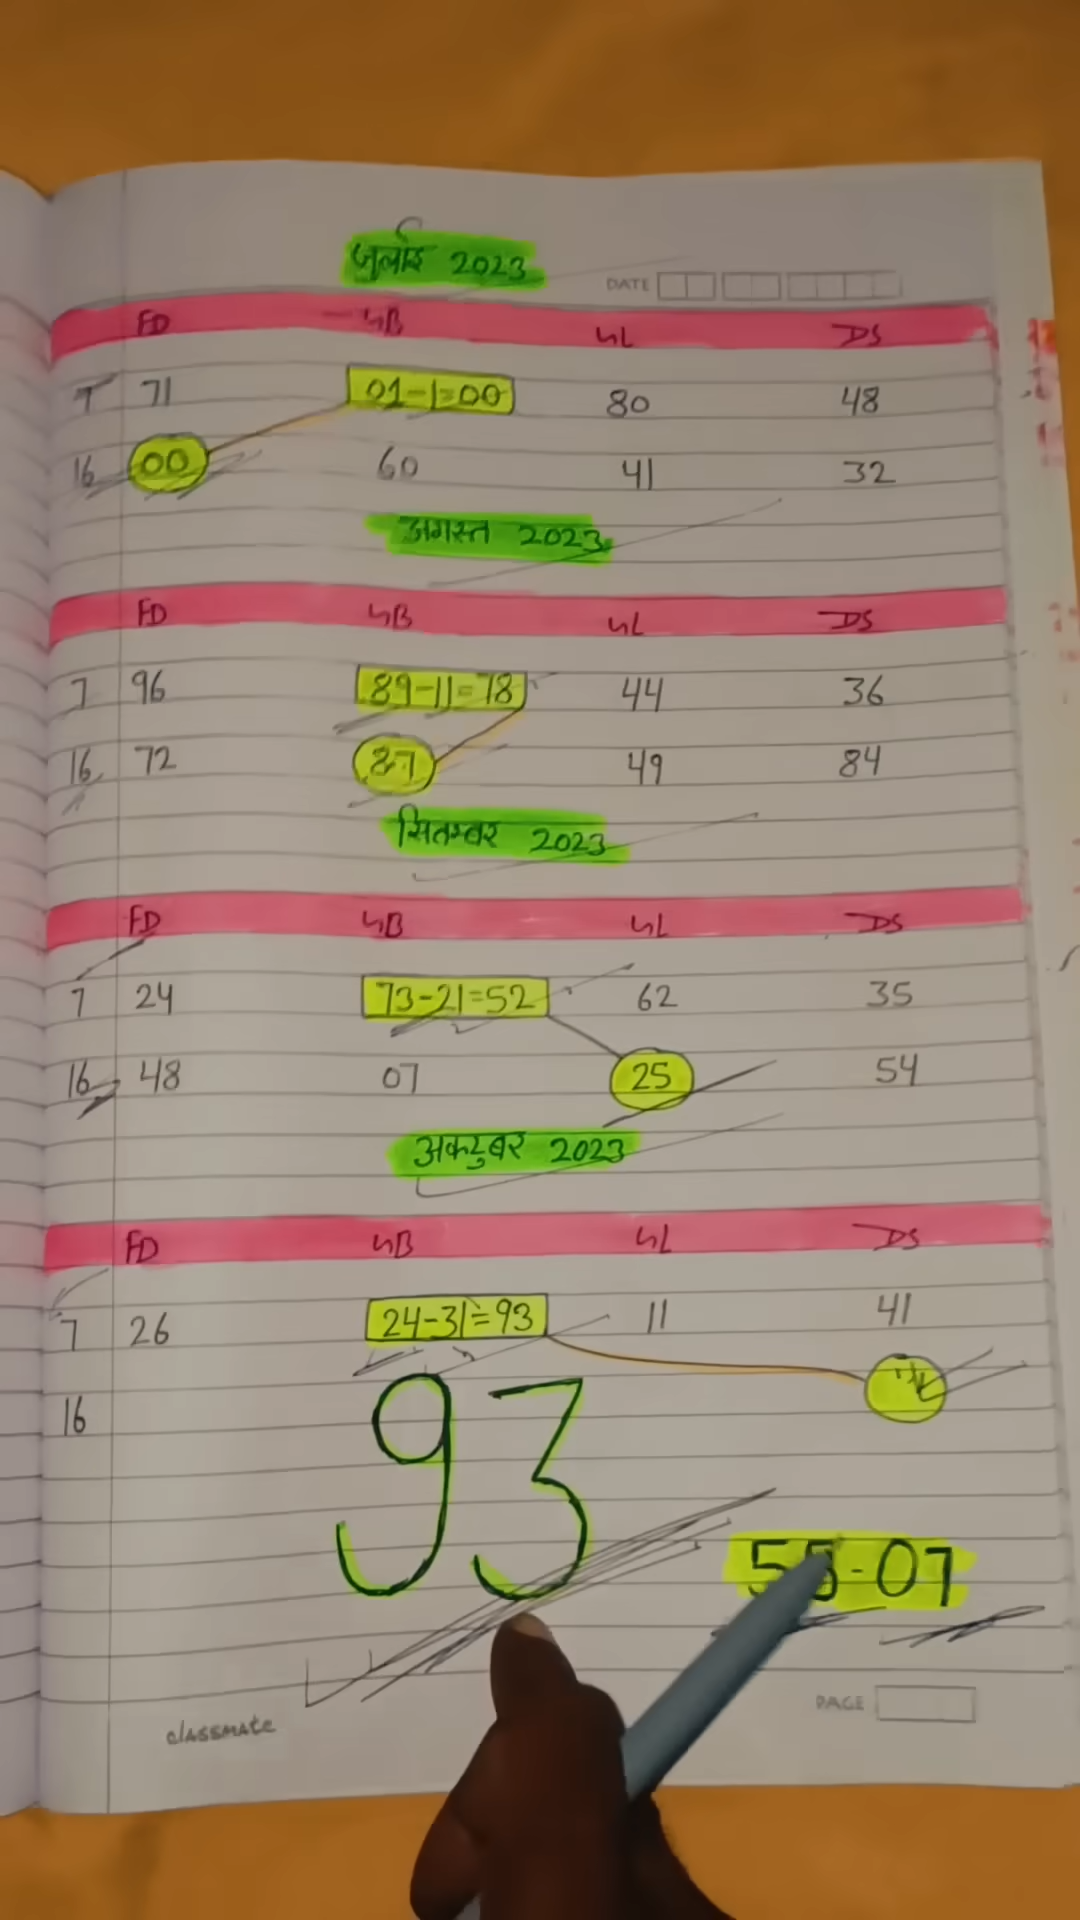 जुलाई 2023
DATE
FD GB GL DS
7 71 01-1=00 80 48
16 00 60 41 32
अगस्त 2023
FD GB GL DS
7 96 89-11=78 44 36
16 72 87 49 84
सितम्बर 2023
FD GB GL DS
7 24 73-21=52 62 35
16 48 07 25 54
अक्टुबर 2023
FD GB GL DS
7 26 24-31=93 11 41
16
93
-07
classmate
PAGE